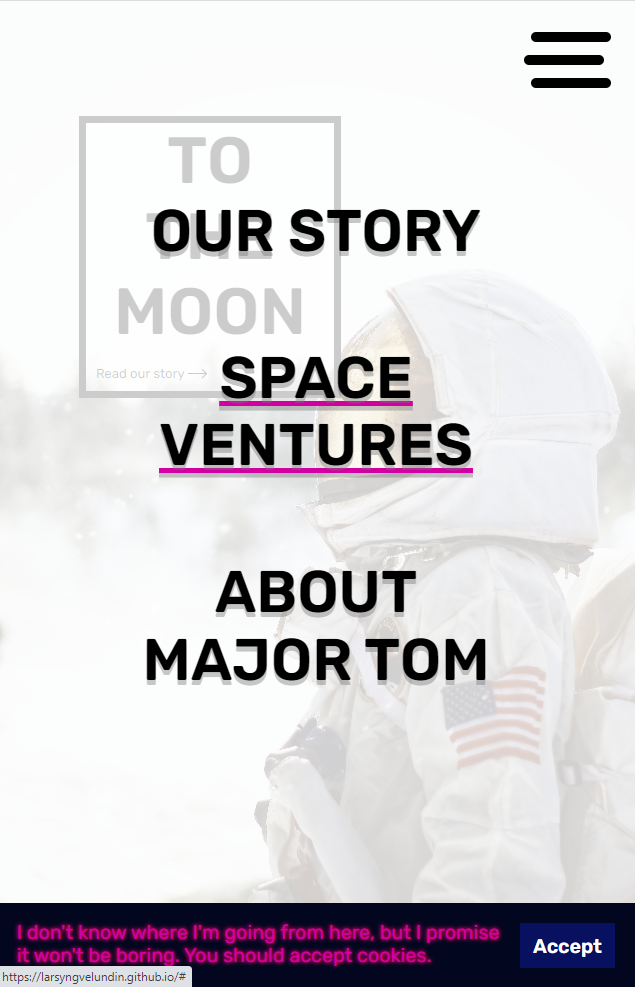 TO
THE
MOON
Read our story
OUR STORY
SPACE
VENTURES
ABOUT
MAJOR TOM
I don't know where I'm going from here, but I promise
it won't be boring. You should accept cookies.
Accept
https://larsyngvelundin.github.io/#